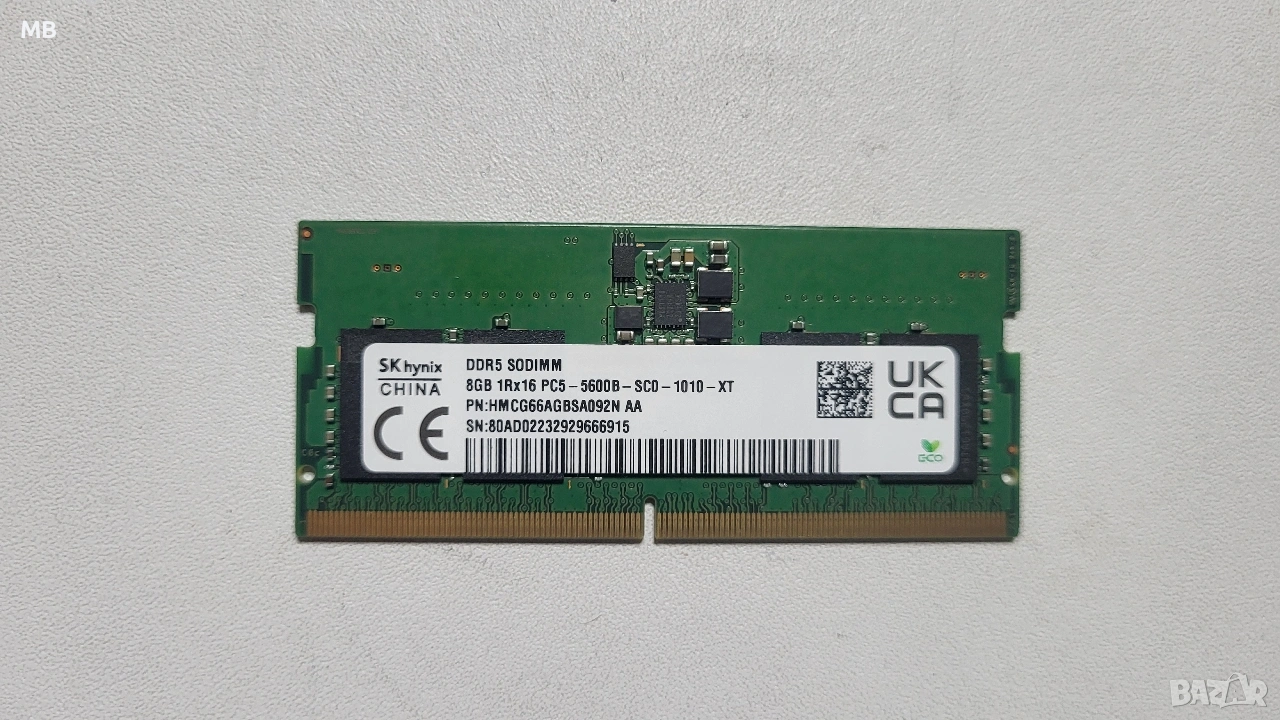 MB
SK hynix
CHINA
CE
DDR5 SODIMM
8GB 1Rx16 PC5-5600B-SC0-1010-XT
PN:HMCG66AGBSA092N AA
SN:80AD02232929666915
UK
CA
ECO
BAZAR